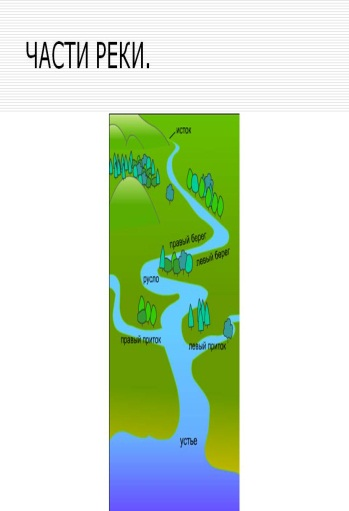 ЧАСТИ РЕКИ.
исток
правый берег
левый берег
русло
правый приток
левый приток
устье